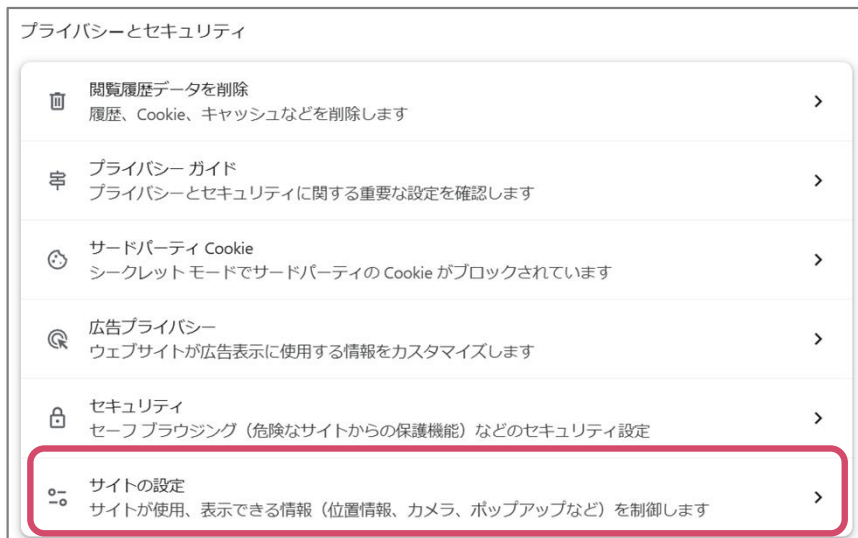 プライバシーとセキュリティ
閲覧履歴データを削除
履歴、Cookie、キャッシュなどを削除します
プライバシー ガイド
プライバシーとセキュリティに関する重要な設定を確認します
サードパーティ Cookie
シークレット モードでサードパーティの Cookie がブロックされています
広告プライバシー
ウェブサイトが広告表示に使用する情報をカスタマイズします
セキュリティ
セーフ ブラウジング（危険なサイトからの保護機能）などのセキュリティ設定
サイトの設定
サイトが使用、表示できる情報（位置情報、カメラ、ポップアップなど）を制御します